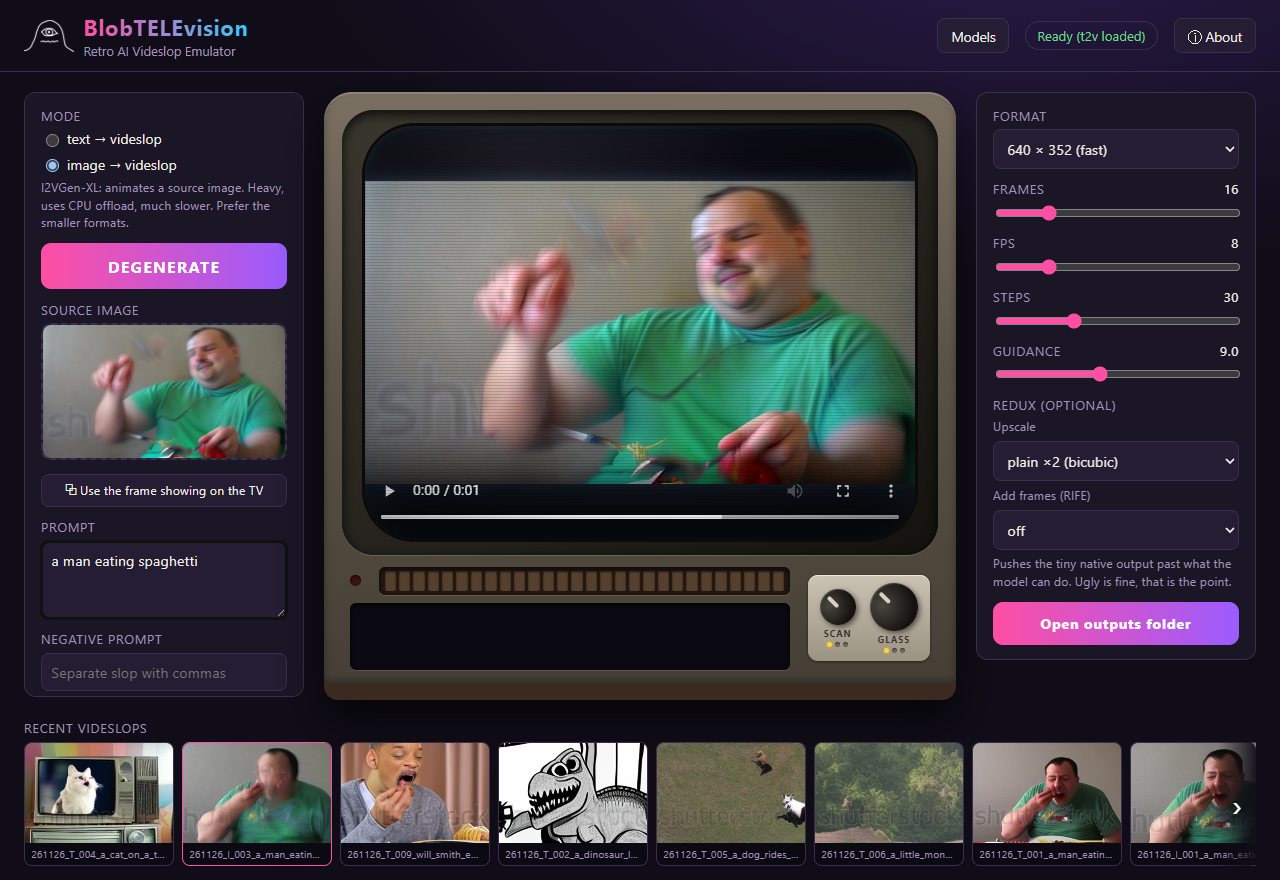 BlobTELEvision
Retro AI Videslop Emulator
Models
Ready (t2v loaded)
ⓘ About
MODE
text → videslop
image → videslop
I2VGen-XL: animates a source image. Heavy,
uses CPU offload, much slower. Prefer the
smaller formats.
DEGENERATE
SOURCE IMAGE
shu
Use the frame showing on the TV
PROMPT
a man eating spaghetti
NEGATIVE PROMPT
Separate slop with commas
shu
0:00 / 0:01
SCAN
GLASS
FORMAT
640 × 352 (fast)
FRAMES
16
FPS
8
STEPS
30
GUIDANCE
9.0
REDUX (OPTIONAL)
Upscale
plain ×2 (bicubic)
Add frames (RIFE)
off
Pushes the tiny native output past what the
model can do. Ugly is fine, that is the point.
Open outputs folder
RECENT VIDESLOPS
261126_T_004_a_cat_on_a_t...
261126_I_003_a_man_eatin...
261126_T_009_will_smith_e...
261126_T_002_a_dinosaur_l...
261126_T_005_a_dog_rides_...
261126_T_006_a_little_mon...
261126_T_001_a_man_eatin...
261126_I_001_a_man_eati